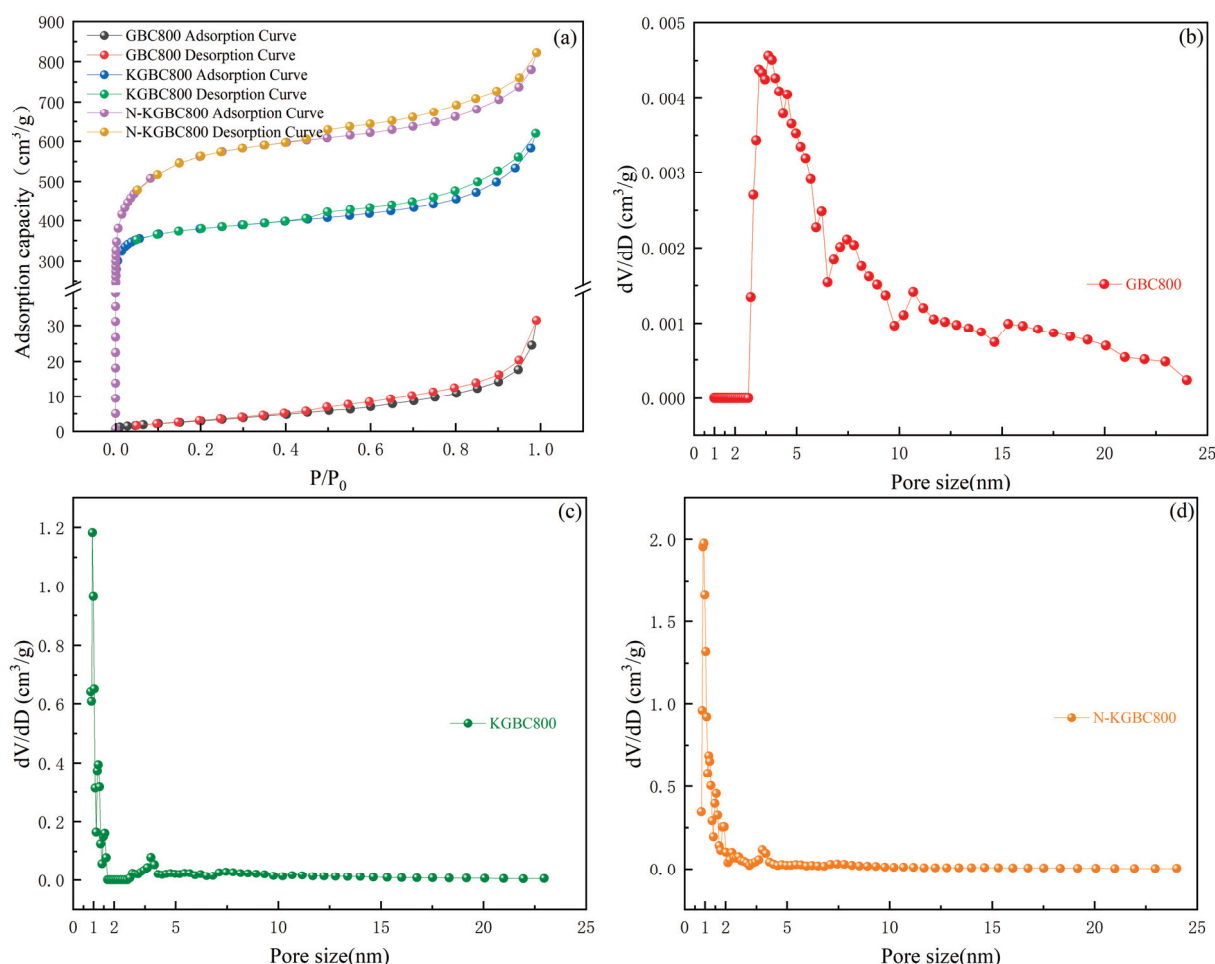 (a)
GBC800 Adsorption Curve
GBC800 Desorption Curve
KGBC800 Adsorption Curve
KGBC800 Desorption Curve
N-KGBC800 Adsorption Curve
N-KGBC800 Desorption Curve
900
800
700
600
500
400
300
30
20
10
0
Adsorption capacity (cm³/g)
0.0 0.2 0.4 0.6 0.8 1.0
P/P₀
(b)
GBC800
0.005
0.004
0.003
0.002
0.001
0.000
dV/dD (cm³/g)
0 1 2 5 10 15 20 25
Pore size(nm)
(c)
KGBC800
1.2
1.0
0.8
0.6
0.4
0.2
0.0
dV/dD (cm³/g)
0 1 2 5 10 15 20 25
Pore size(nm)
(d)
N-KGBC800
2.0
1.5
1.0
0.5
0.0
dV/dD (cm³/g)
0 1 2 5 10 15 20 25
Pore size(nm)